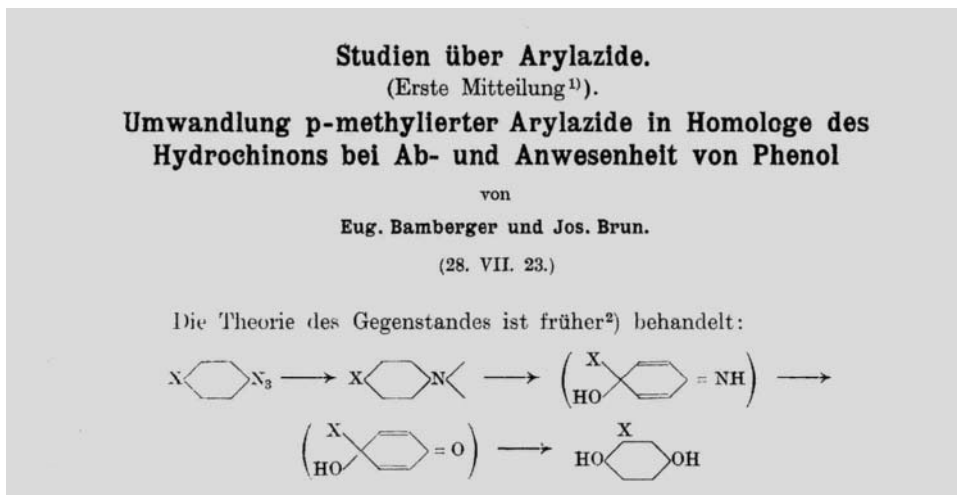 Studien über Arylazide.
(Erste Mitteilung¹)).
Umwandlung p-methylierter Arylazide in Homologe des
Hydrochinons bei Ab- und Anwesenheit von Phenol
von
Eug. Bamberger und Jos. Brun.
(28. VII. 23.)
Die Theorie des Gegenstandes ist früher²) behandelt:
X N₃ X N X HO = NH
X HO = O X HO OH